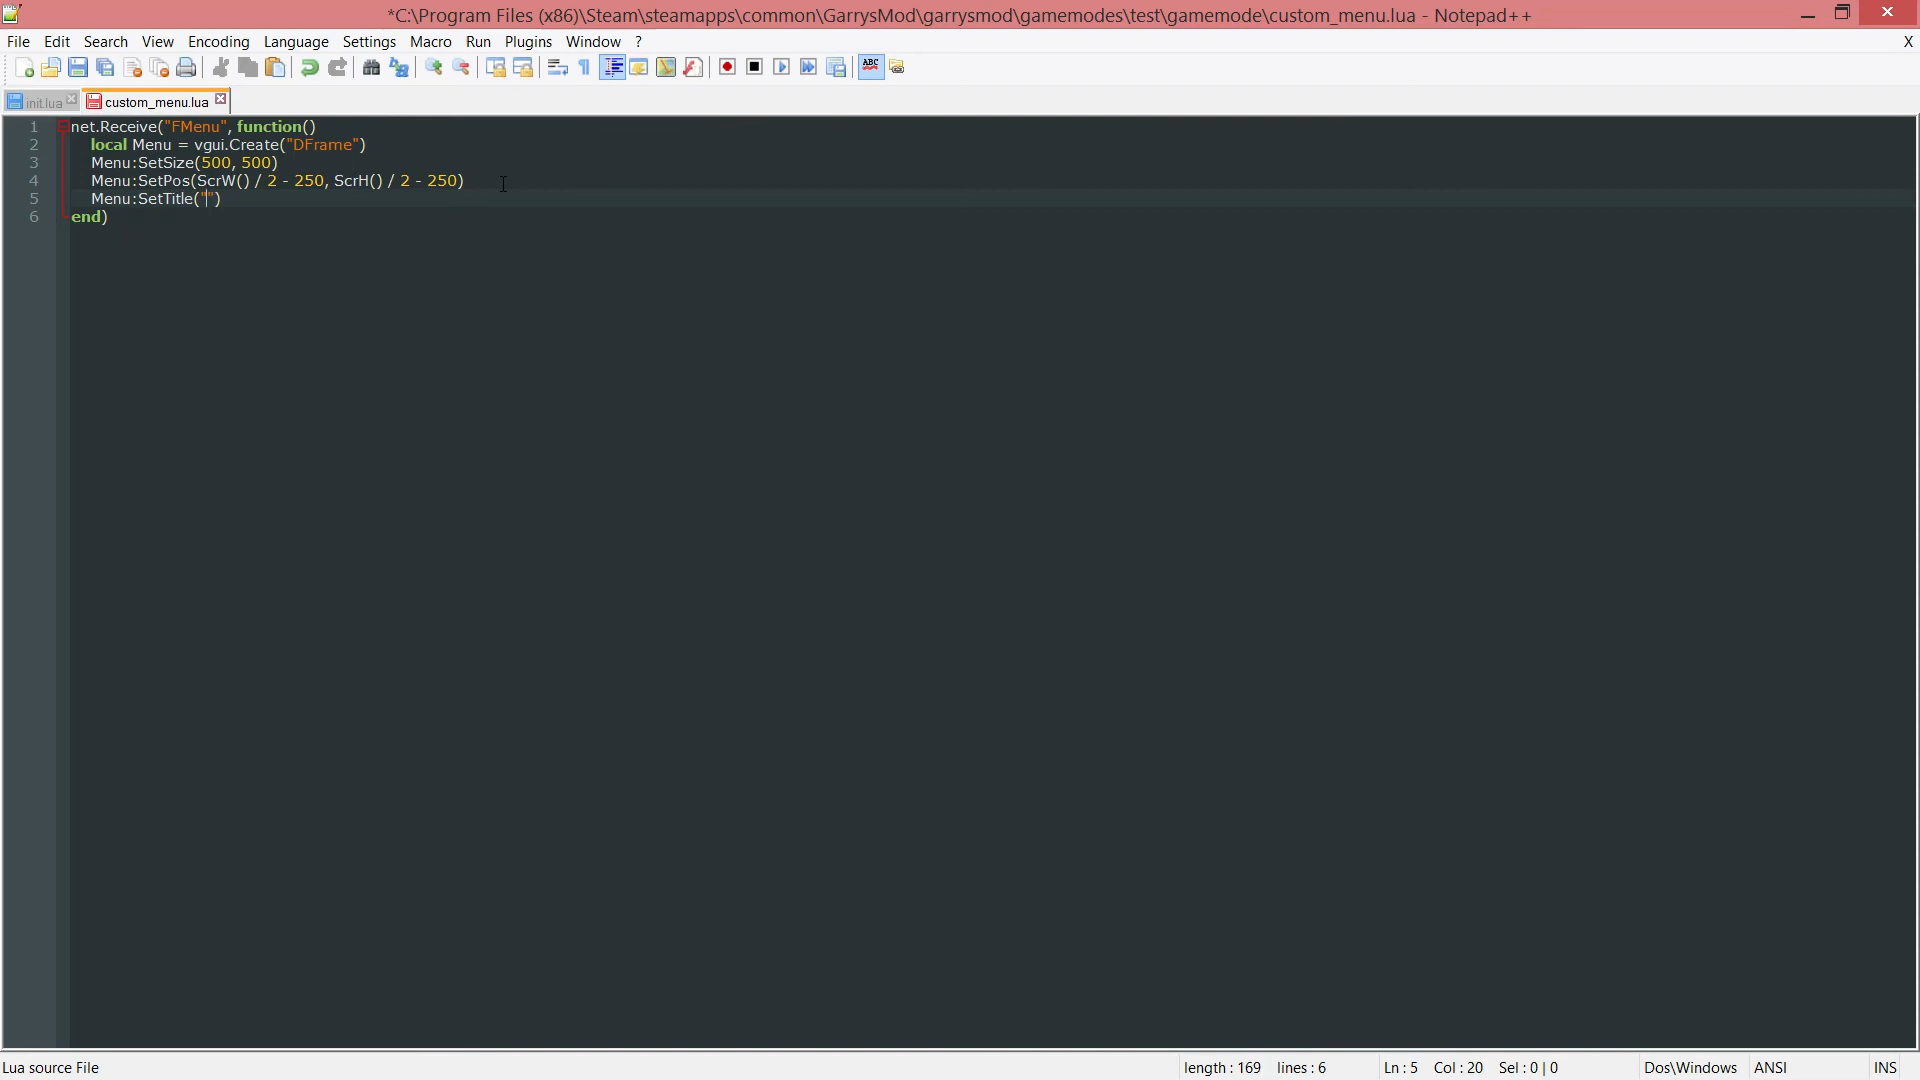 *C:\Program Files (x86)\Steam\steamapps\common\GarrysMod\garrysmod\gamemodes\test\gamemode\custom_menu.lua - Notepad++
File Edit Search View Encoding Language Settings Macro Run Plugins Window ? X
ABC
init.lua custom_menu.lua
1 net.Receive("FMenu", function()
2 local Menu = vgui.Create("DFrame")
3 Menu:SetSize(500, 500)
4 Menu:SetPos(ScrW() / 2 - 250, ScrH() / 2 - 250)
5 Menu:SetTitle("")
6 end)
Lua source File length : 169 lines : 6 Ln : 5 Col : 20 Sel : 0 | 0 Dos\Windows ANSI INS